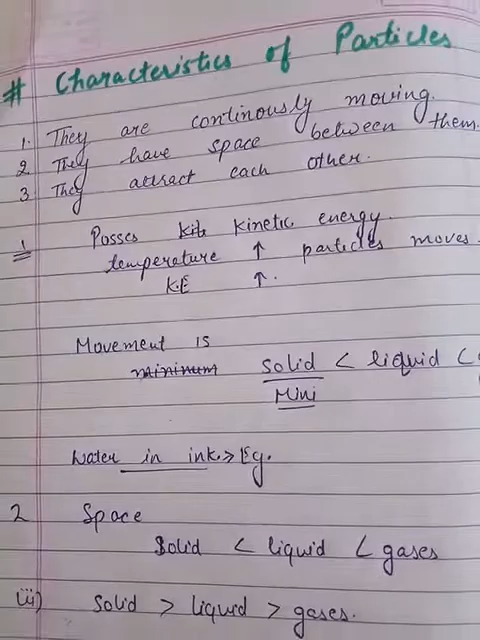 # Characteristics of Particles
1. They are continously moving.
2. They have space between them.
3 They attract each other.
1 Posses kite kinetic energy.
temperature ↑ particles moves.
K.E ↑.
Movement is
minimum solid < liquid <
Mini
Water in ink. > Eg.
2 Space
Solid < liquid < gases
iii) solid > liquid > gases.